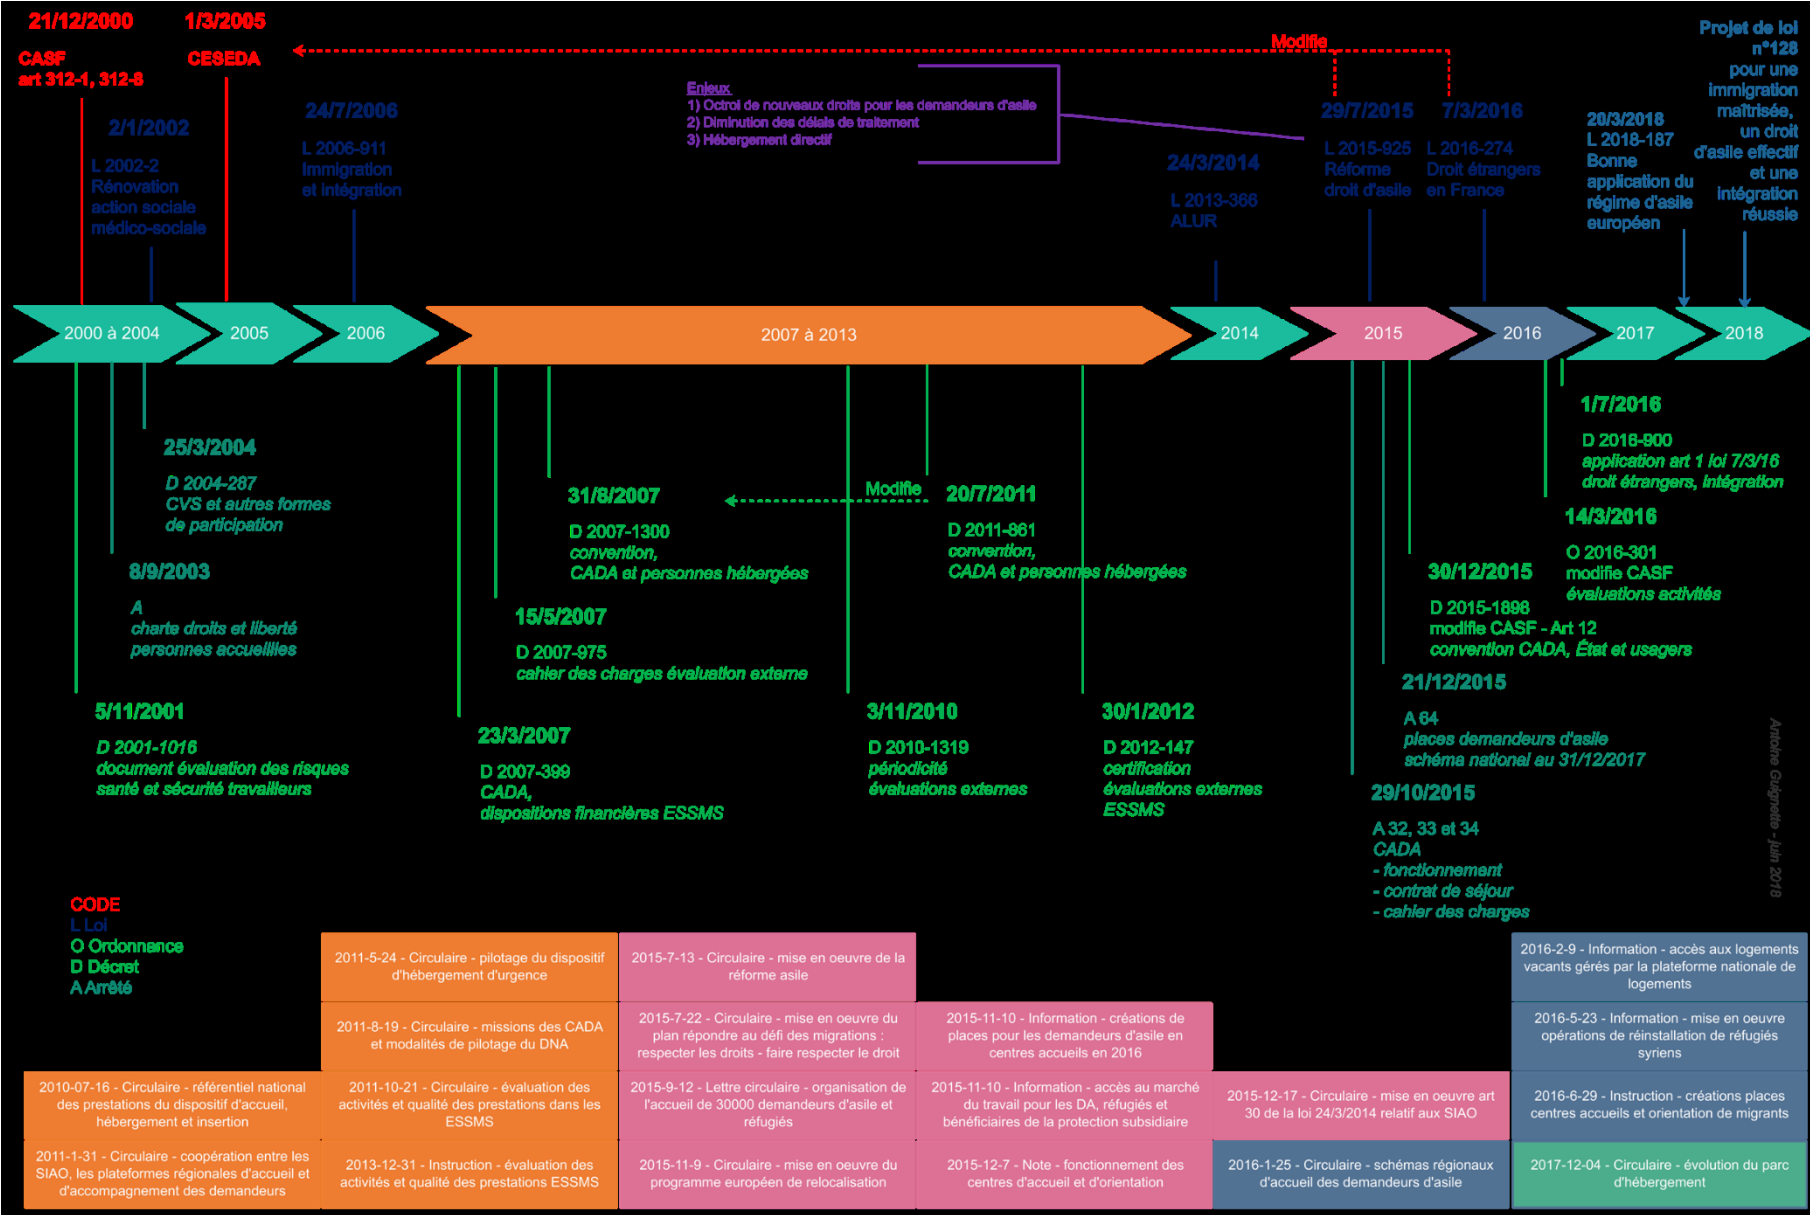 21/12/2000
CASF
art 312-1, 312-8
1/3/2005
CESEDA
Modifie
Projet de loi
n°128
pour une
immigration
maîtrisée,
un droit
d'asile effectif
et une
intégration
réussie
2/1/2002
L 2002-2
Rénovation
action sociale
médico-sociale
24/7/2006
L 2006-911
Immigration
et intégration
Enjeux
1) Octroi de nouveaux droits pour les demandeurs d'asile
2) Diminution des délais de traitement
3) Hébergement directif
24/3/2014
L 2013-366
ALUR
29/7/2015
L 2015-925
Réforme
droit d'asile
7/3/2016
L 2016-274
Droit étrangers
en France
20/3/2018
L 2018-187
Bonne
application du
régime d'asile
européen
2000 à 2004
2005
2006
2007 à 2013
2014
2015
2016
2017
2018
25/3/2004
D 2004-287
CVS et autres formes
de participation
8/9/2003
A
charte droits et liberté
personnes accueillies
5/11/2001
D 2001-1016
document évaluation des risques
santé et sécurité travailleurs
31/8/2007
D 2007-1300
convention,
CADA et personnes hébergées
Modifie
20/7/2011
D 2011-861
convention,
CADA et personnes hébergées
15/5/2007
D 2007-975
cahier des charges évaluation externe
23/3/2007
D 2007-399
CADA,
dispositions financières ESSMS
3/11/2010
D 2010-1319
périodicité
évaluations externes
30/1/2012
D 2012-147
certification
évaluations externes
ESSMS
1/7/2016
D 2016-900
application art 1 loi 7/3/16
droit étrangers, intégration
14/3/2016
O 2016-301
modifie CASF
évaluations activités
30/12/2015
D 2015-1898
modifie CASF - Art 12
convention CADA, État et usagers
21/12/2015
A 64
places demandeurs d'asile
schéma national au 31/12/2017
29/10/2015
A 32, 33 et 34
CADA
- fonctionnement
- contrat de séjour
- cahier des charges
Antoine Guignette - juin 2018
CODE
L Loi
O Ordonnance
D Décret
A Arrêté
2010-07-16 - Circulaire - référentiel national
des prestations du dispositif d'accueil,
hébergement et insertion
2011-1-31 - Circulaire - coopération entre les
SIAO, les plateformes régionales d'accueil et
d'accompagnement des demandeurs
2011-5-24 - Circulaire - pilotage du dispositif
d'hébergement d'urgence
2011-8-19 - Circulaire - missions des CADA
et modalités de pilotage du DNA
2011-10-21 - Circulaire - évaluation des
activités et qualité des prestations dans les
ESSMS
2013-12-31 - Instruction - évaluation des
activités et qualité des prestations ESSMS
2015-7-13 - Circulaire - mise en oeuvre de la
réforme asile
2015-7-22 - Circulaire - mise en oeuvre du
plan répondre au défi des migrations :
respecter les droits - faire respecter le droit
2015-9-12 - Lettre circulaire - organisation de
l'accueil de 30000 demandeurs d'asile et
réfugiés
2015-11-9 - Circulaire - mise en oeuvre du
programme européen de relocalisation
2015-11-10 - Information - créations de
places pour les demandeurs d'asile en
centres accueils en 2016
2015-11-10 - Information - accès au marché
du travail pour les DA, réfugiés et
bénéficiaires de la protection subsidiaire
2015-12-7 - Note - fonctionnement des
centres d'accueil et d'orientation
2015-12-17 - Circulaire - mise en oeuvre art
30 de la loi 24/3/2014 relatif aux SIAO
2016-1-25 - Circulaire - schémas régionaux
d'accueil des demandeurs d'asile
2016-2-9 - Information - accès aux logements
vacants gérés par la plateforme nationale de
logements
2016-5-23 - Information - mise en oeuvre
opérations de réinstallation de réfugiés
syriens
2016-6-29 - Instruction - créations places
centres accueils et orientation de migrants
2017-12-04 - Circulaire - évolution du parc
d'hébergement